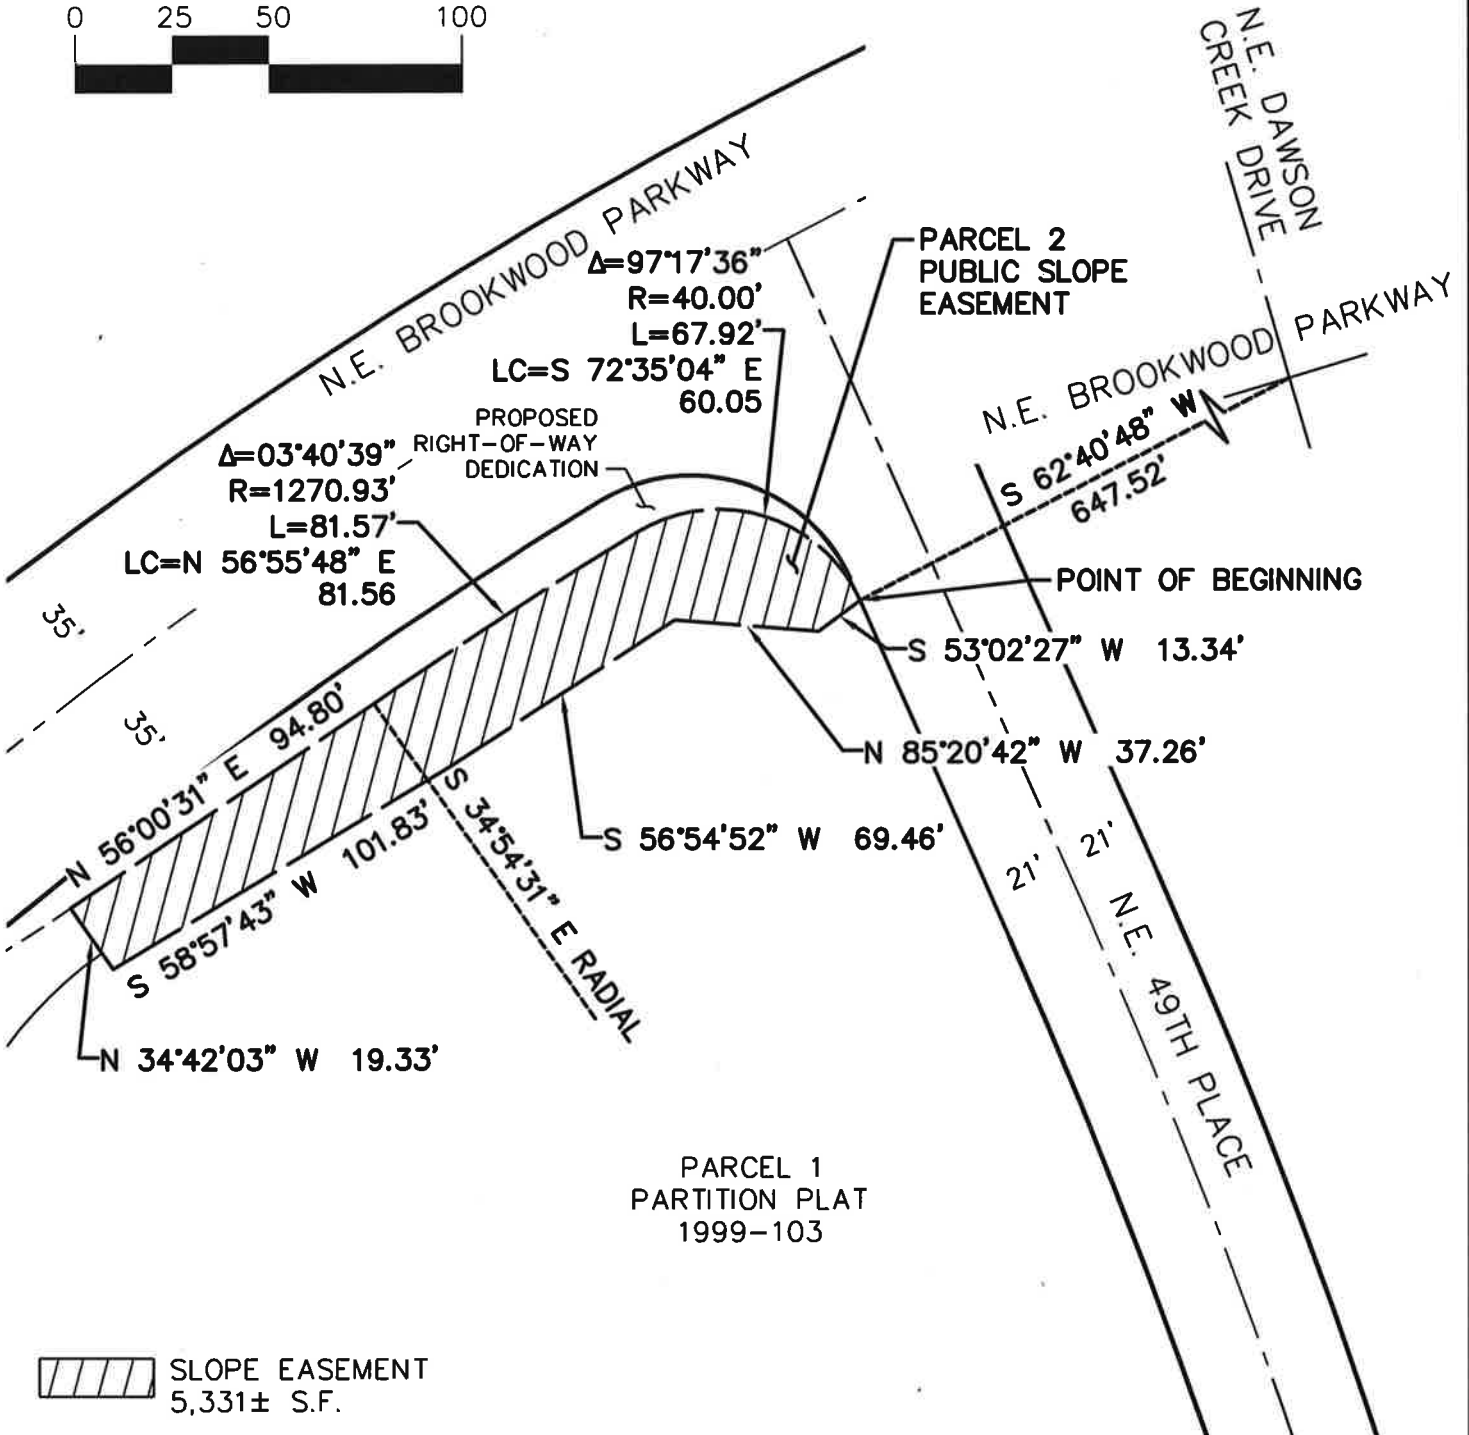 0 25 50 100
N.E. DAWSON
CREEK DRIVE
N.E. BROOKWOOD PARKWAY
Δ=97°17'36"
R=40.00'
L=67.92'
LC=S 72°35'04" E
60.05
PARCEL 2
PUBLIC SLOPE
EASEMENT
N.E. BROOKWOOD PARKWAY
S 62°40'48" W
647.52'
PROPOSED
RIGHT-OF-WAY
DEDICATION
Δ=03°40'39"
R=1270.93'
L=81.57'
LC=N 56°55'48" E
81.56
POINT OF BEGINNING
35'
35'
S 53°02'27" W 13.34'
N 85°20'42" W 37.26'
N 56°00'31" E 94.80'
S 58°57'43" W 101.83'
S 34°54'31" E RADIAL
S 56°54'52" W 69.46'
21'
21'
N.E. 49TH PLACE
N 34°42'03" W 19.33'
PARCEL 1
PARTITION PLAT
1999-103
SLOPE EASEMENT
5,331± S.F.